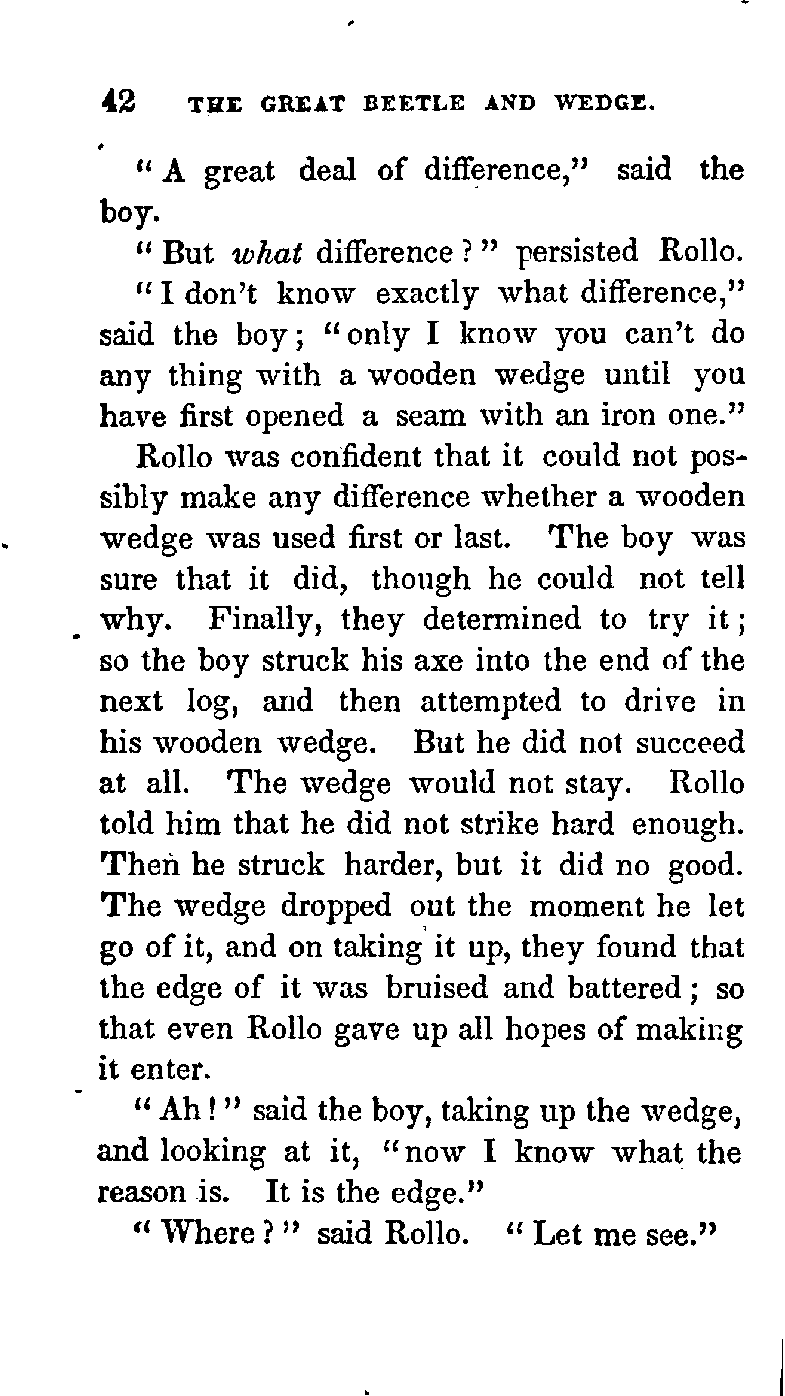 42 THE GREAT BEETLE AND WEDGE.
“ A great deal of difference,” said the
boy.
“ But what difference ? ” persisted Rollo.
“ I don’t know exactly what difference,”
said the boy ; “ only I know you can’t do
any thing with a wooden wedge until you
have first opened a seam with an iron one.”
Rollo was confident that it could not pos-
sibly make any difference whether a wooden
wedge was used first or last. The boy was
sure that it did, though he could not tell
why. Finally, they determined to try it ;
so the boy struck his axe into the end of the
next log, and then attempted to drive in
his wooden wedge. But he did not succeed
at all. The wedge would not stay. Rollo
told him that he did not strike hard enough.
Then he struck harder, but it did no good.
The wedge dropped out the moment he let
go of it, and on taking it up, they found that
the edge of it was bruised and battered ; so
that even Rollo gave up all hopes of making
it enter.
“ Ah ! ” said the boy, taking up the wedge,
and looking at it, “ now I know what the
reason is. It is the edge.”
“ Where ? ” said Rollo. “ Let me see.”